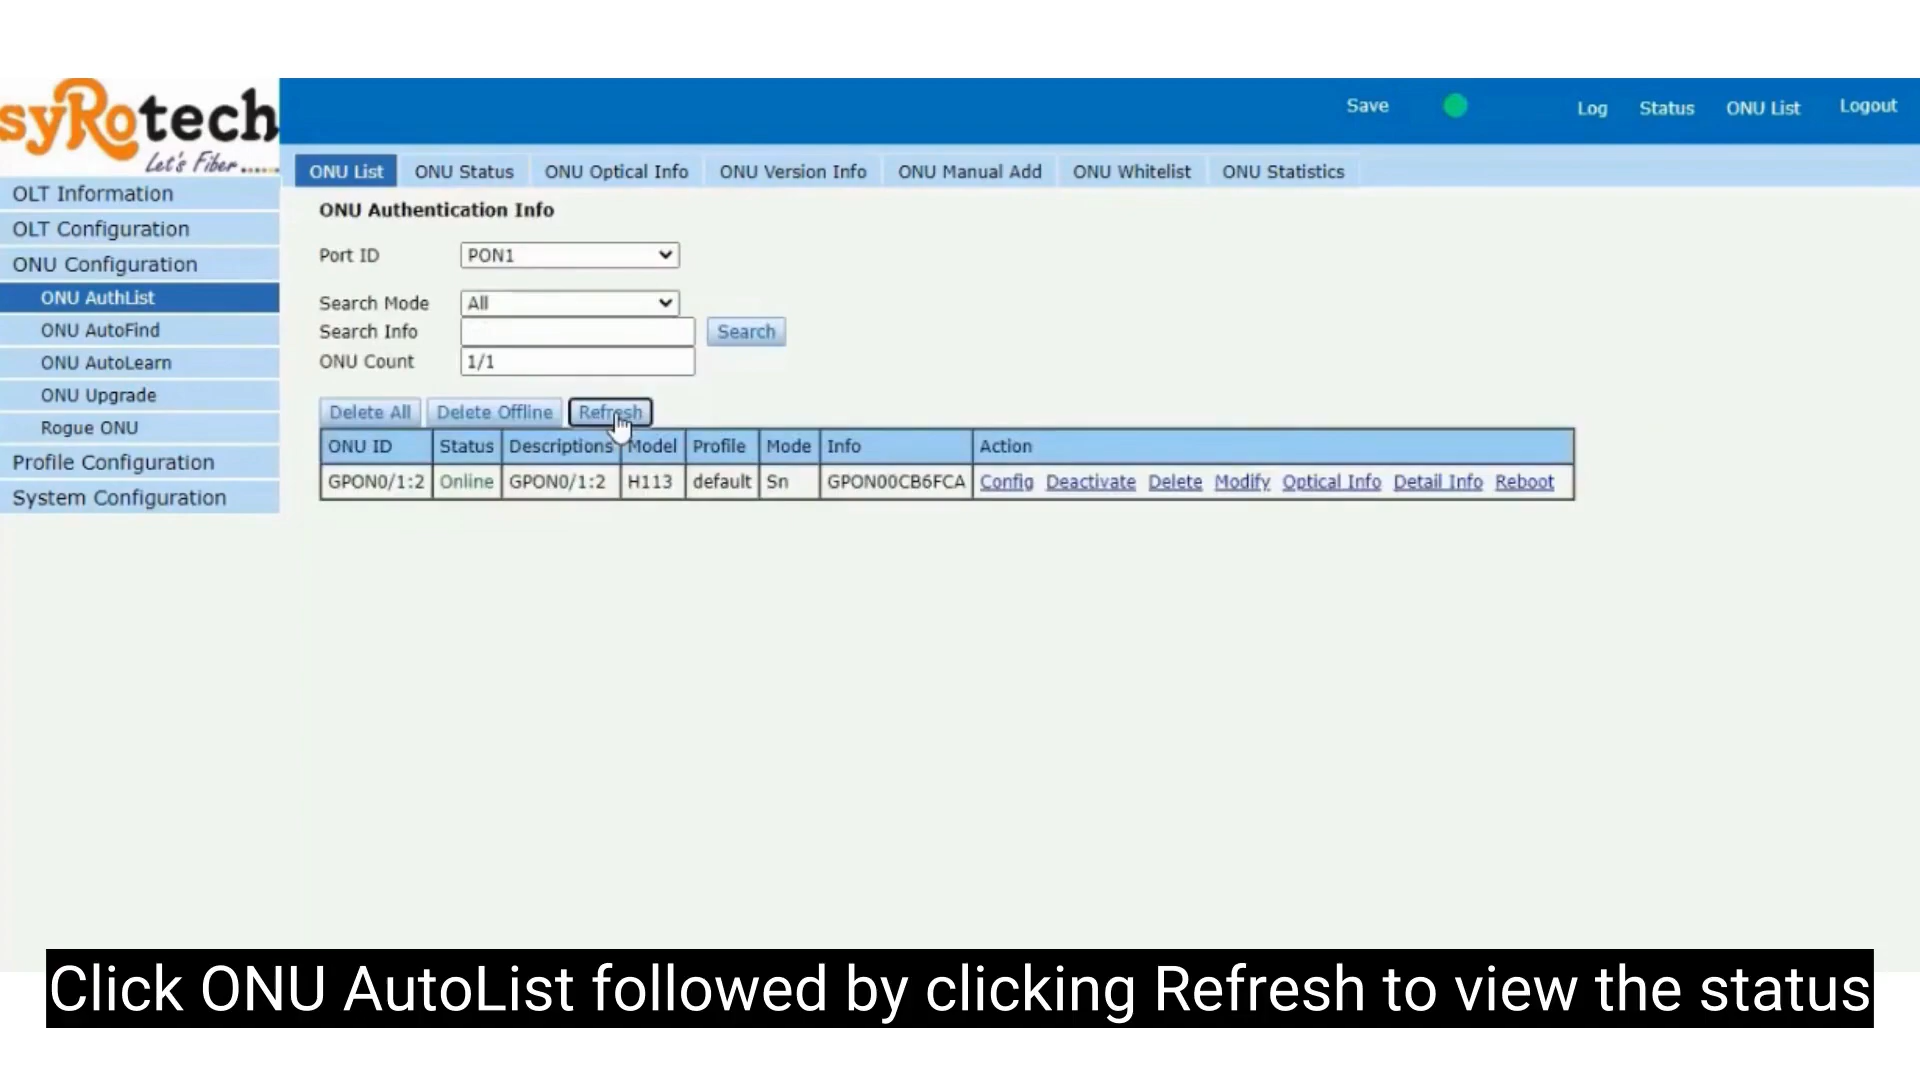 syRotech
Let's Fiber......
Save Log Status ONU List Logout
ONU List ONU Status ONU Optical Info ONU Version Info ONU Manual Add ONU Whitelist ONU Statistics
OLT Information
OLT Configuration
ONU Configuration
ONU AuthList
ONU AutoFind
ONU AutoLearn
ONU Upgrade
Rogue ONU
Profile Configuration
System Configuration
ONU Authentication Info
Port ID PON1
Search Mode All
Search Info Search
ONU Count 1/1
Delete All Delete Offline Refresh
ONU ID Status Descriptions Model Profile Mode Info Action
GPON0/1:2 Online GPON0/1:2 H113 default Sn GPON00CB6FCA Config Deactivate Delete Modify Optical Info Detail Info Reboot
Click ONU AutoList followed by clicking Refresh to view the status